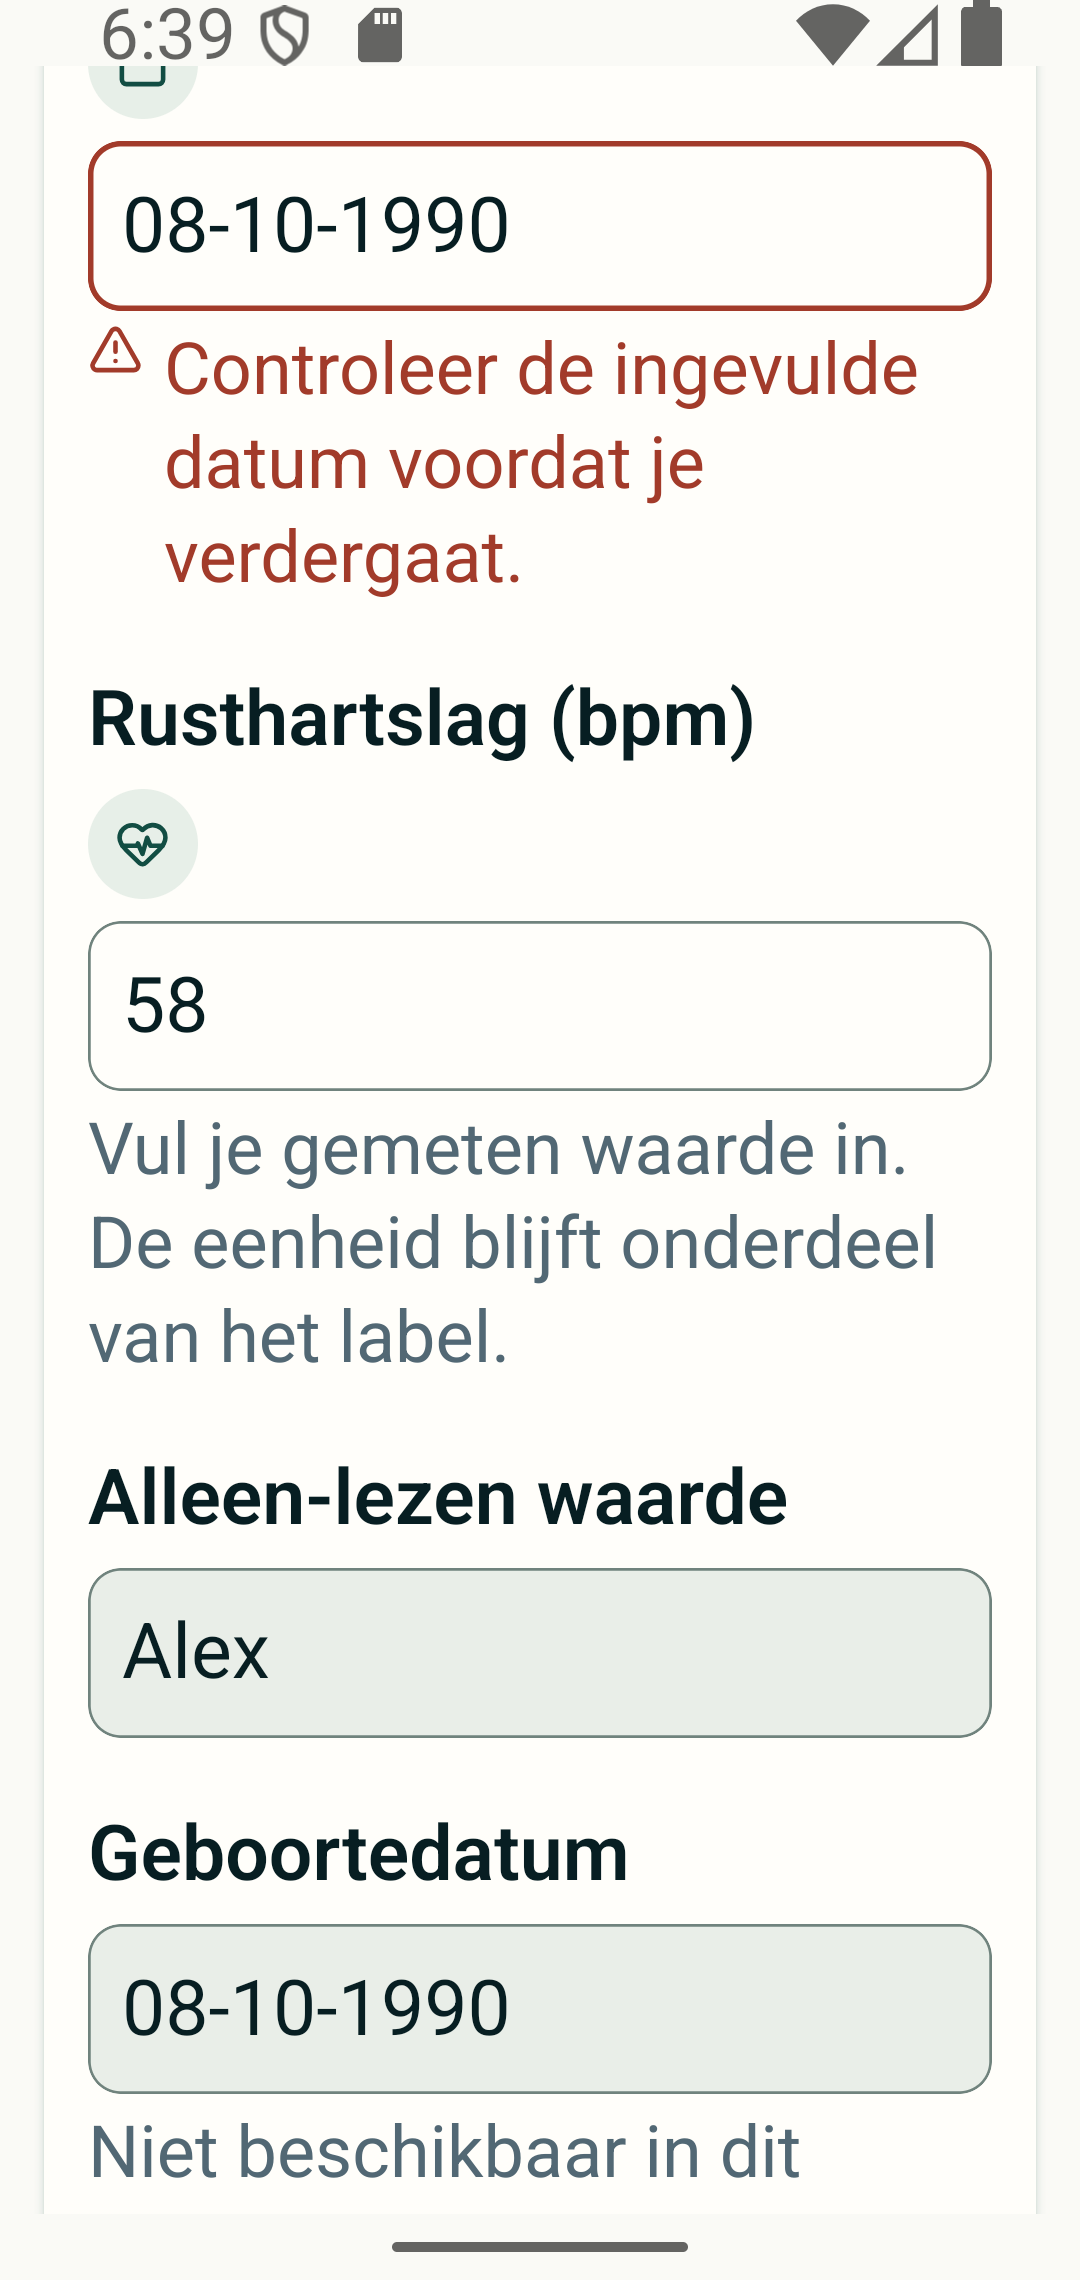 6:39
08-10-1990
Controleer de ingevulde
datum voordat je
verdergaat.
Rusthartslag (bpm)
58
Vul je gemeten waarde in.
De eenheid blijft onderdeel
van het label.
Alleen-lezen waarde
Alex
Geboortedatum
08-10-1990
Niet beschikbaar in dit